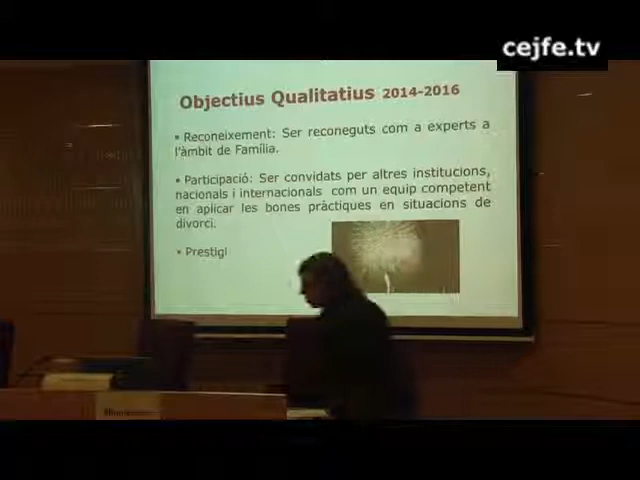 cejfe.tv
Objectius Qualitatius 2014-2016
▪ Reconeixement: Ser reconeguts com a experts a
l'àmbit de Família.
▪ Participació: Ser convidats per altres institucions,
nacionals i internacionals com un equip competent
en aplicar les bones pràctiques en situacions de
divorci.
▪ Prestigi